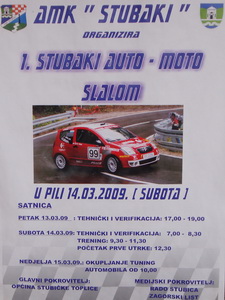 AMK " STUBAKI "
ORGANIZIRA
1. STUBAKI AUTO - MOTO
SLALOM
99
U PILI 14.03.2009. ( SUBOTA )
SATNICA
PETAK 13.03.09 : TEHNIČKI I VERIFIKACIJA: 17,00 - 19,00
SUBOTA 14.03.09: TEHNIČKI I VERIFIKACIJA: 7,00 - 8,30
TRENING: 9,30 - 11,30
POČETAK PRVE UTRKE: 12,30
NEDJELJA 15.03.09.: OKUPLJANJE TUNING
AUTOMOBILA OD 10,00
GLAVNI POKROVITELJ:
OPĆINA STUBIČKE TOPLICE
MEDIJSKI POKROVITELJ:
RADIO STUBICA
ZAGORSKI LIST